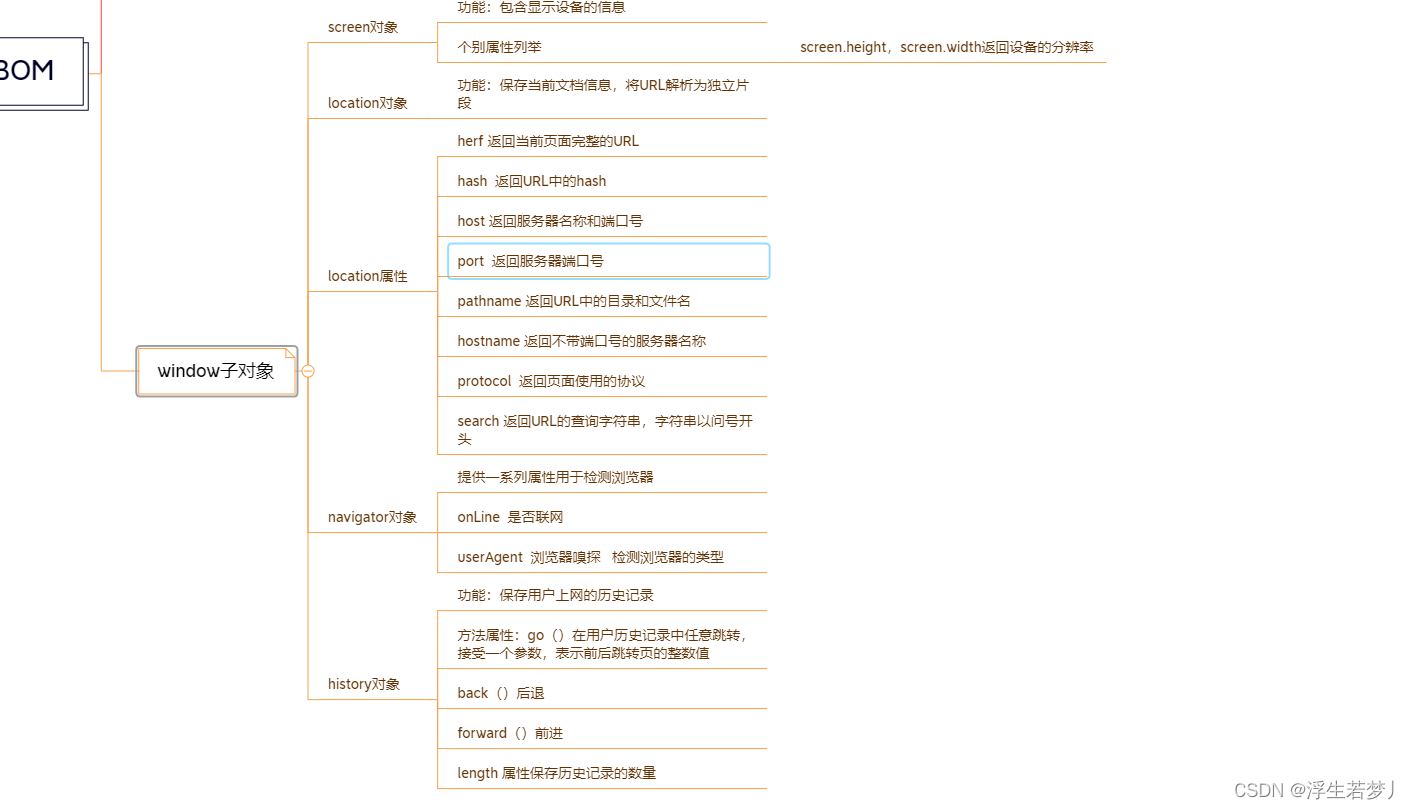 BOM
window子对象
screen对象
功能：包含显示设备的信息
个别属性列举
screen.height，screen.width返回设备的分辨率
location对象
功能：保存当前文档信息，将URL解析为独立片
段
location属性
herf 返回当前页面完整的URL
hash 返回URL中的hash
host 返回服务器名称和端口号
port 返回服务器端口号
pathname 返回URL中的目录和文件名
hostname 返回不带端口号的服务器名称
protocol 返回页面使用的协议
search 返回URL的查询字符串，字符串以问号开
头
navigator对象
提供一系列属性用于检测浏览器
onLine 是否联网
userAgent 浏览器嗅探 检测浏览器的类型
history对象
功能：保存用户上网的历史记录
方法属性：go（）在用户历史记录中任意跳转，
接受一个参数，表示前后跳转页的整数值
back（）后退
forward（）前进
length 属性保存历史记录的数量
CSDN @浮生若梦丿